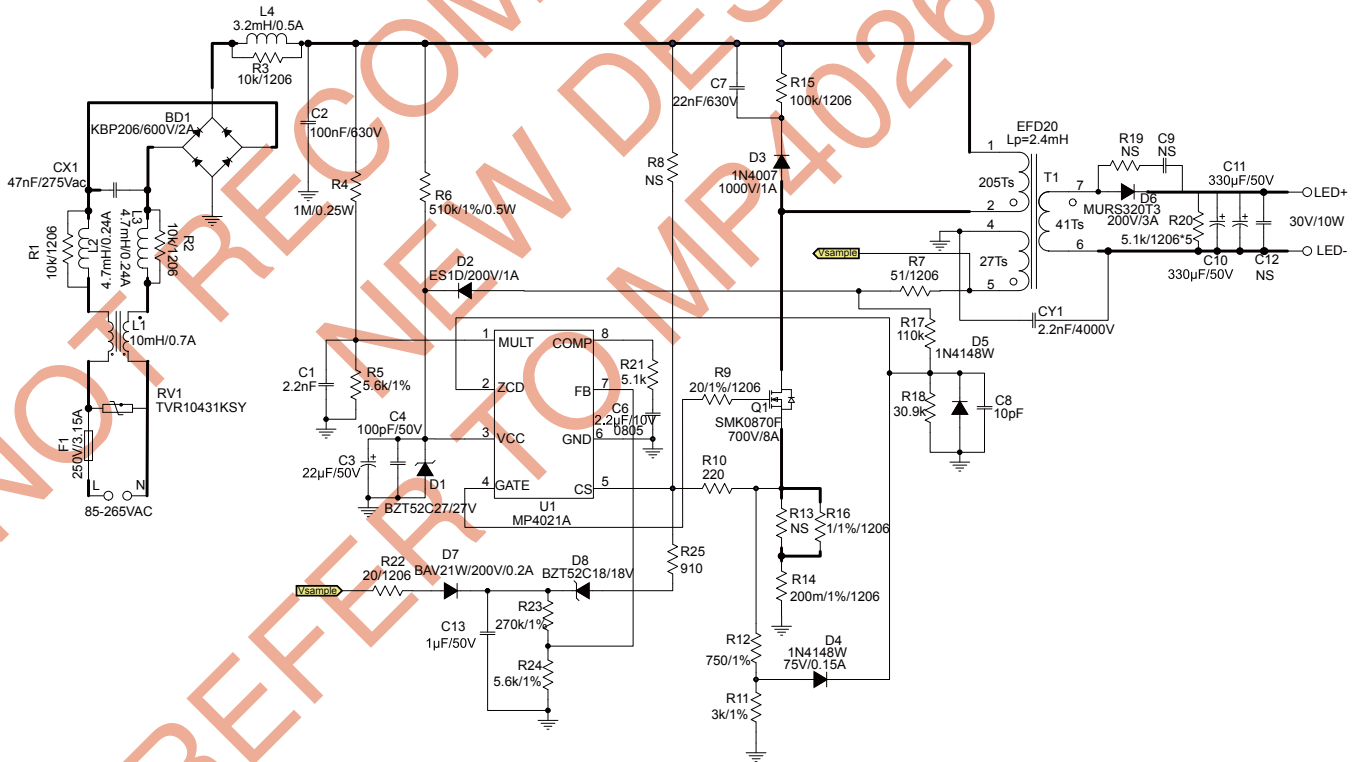 L4
3.2mH/0.5A
R3
10k/1206
BD1
KBP206/600V/2A
C2
100nF/630V
CX1
47nF/275Vac
R1
10k/1206
L2
4.7mH/0.24A
L3
4.7mH/0.24A
R2
10k/1206
L1
10mH/0.7A
RV1
TVR10431KSY
F1
250V/3.15A
L
N
85-265VAC
R4
1M/0.25W
R6
510k/1%/0.5W
R8
NS
C7
22nF/630V
R15
100k/1206
D3
1N4007
1000V/1A
EFD20
Lp=2.4mH
1
205Ts
2
4
27Ts
5
T1
7
41Ts
6
R19
NS
C9
NS
D6
MURS320T3
200V/3A
R20
5.1k/1206*5
C11
330µF/50V
C10
330µF/50V
C12
NS
LED+
30V/10W
LED-
CY1
2.2nF/4000V
Vsample
R7
51/1206
D2
ES1D/200V/1A
R17
110k
D5
1N4148W
R18
30.9k
C8
10pF
C1
2.2nF
R5
5.6k/1%
C4
100pF/50V
C3
22µF/50V
D1
BZT52C27/27V
1
MULT
2
ZCD
3
VCC
4
GATE
COMP
8
FB
7
GND
6
CS
5
U1
MP4021A
R21
5.1k
C6
2.2µF/10V
0805
R9
20/1%/1206
Q1
SMK0870F
700V/8A
R10
220
R13
NS
R16
1/1%/1206
R14
200m/1%/1206
R25
910
Vsample
R22
20/1206
D7
BAV21W/200V/0.2A
D8
BZT52C18/18V
C13
1µF/50V
R23
270k/1%
R24
5.6k/1%
R12
750/1%
D4
1N4148W
75V/0.15A
R11
3k/1%
NOT RECOM
NEW DES
REFER TO MP4026